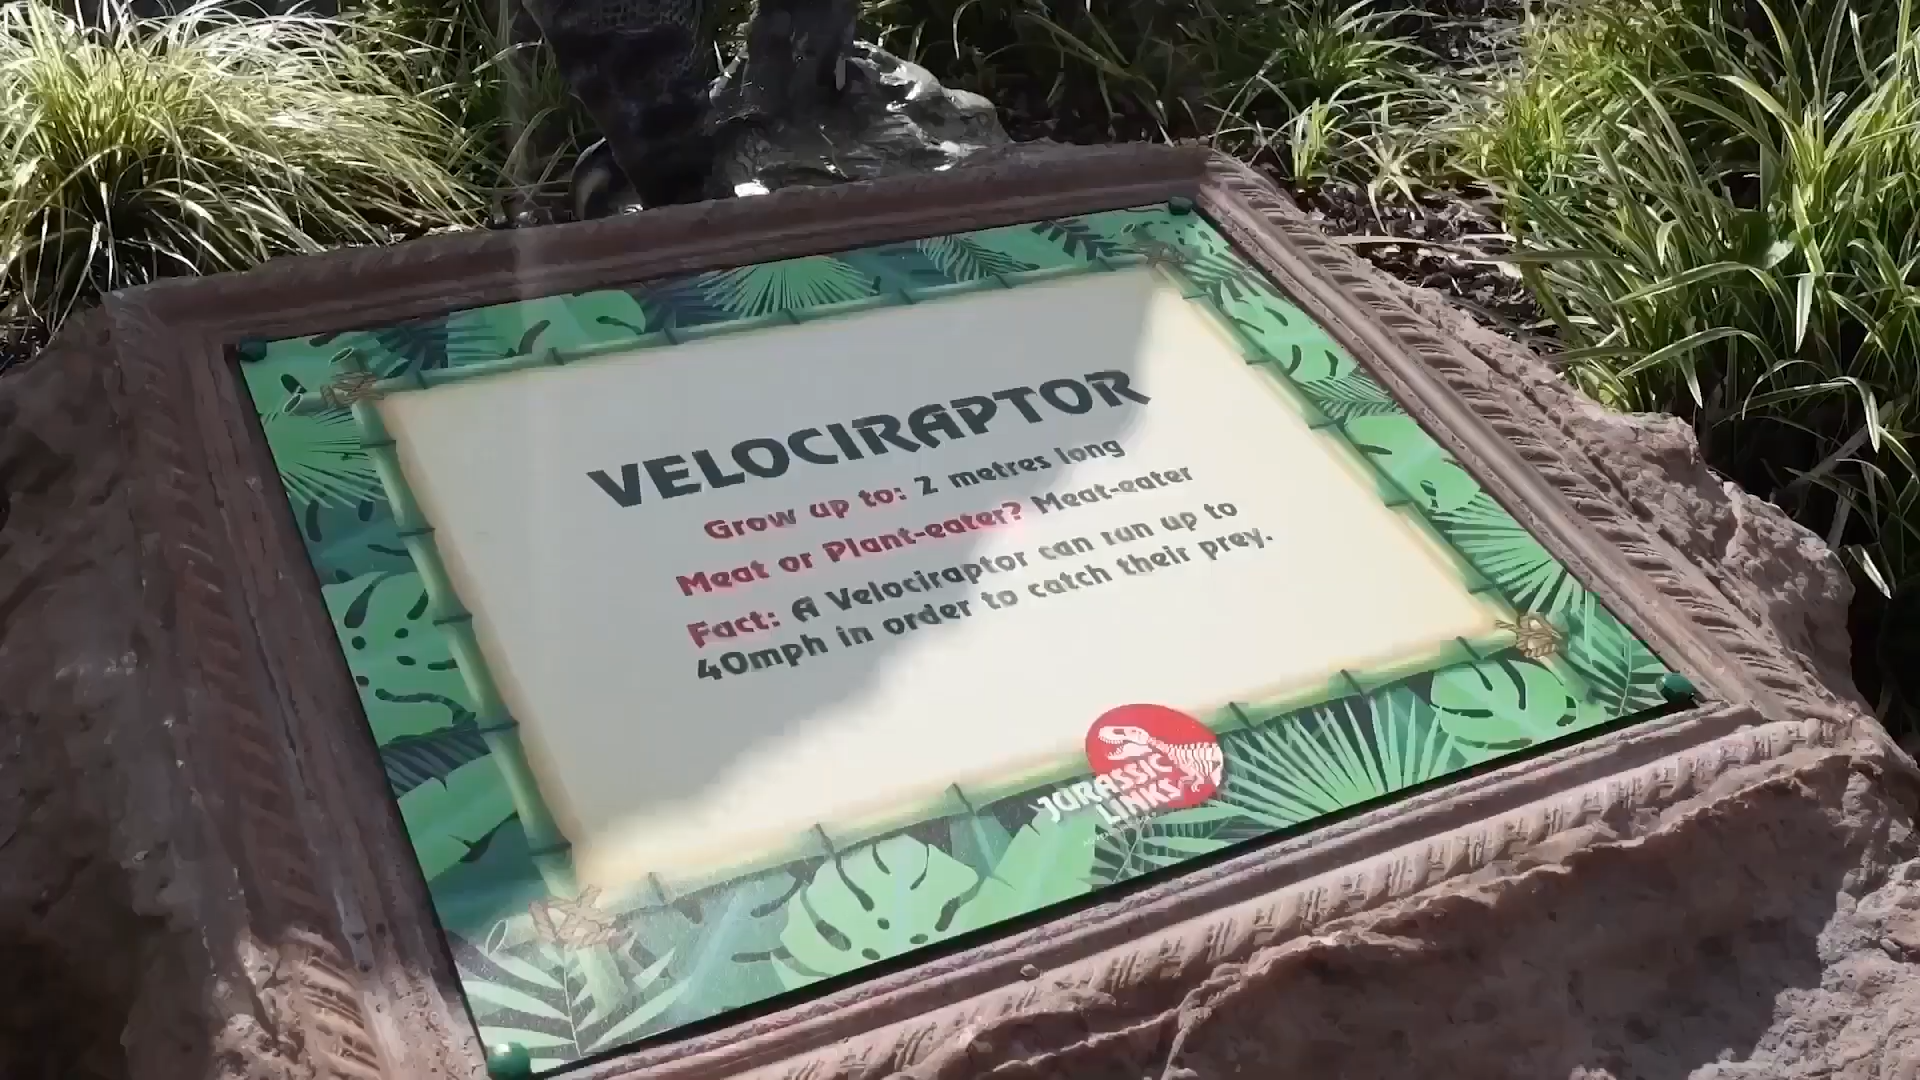 VELOCIRAPTOR
Grow up to: 2 metres long
Meat or Plant-eater? Meat-eater
Fact: A Velociraptor can run up to
40mph in order to catch their prey.
JURASSIC
LINKS